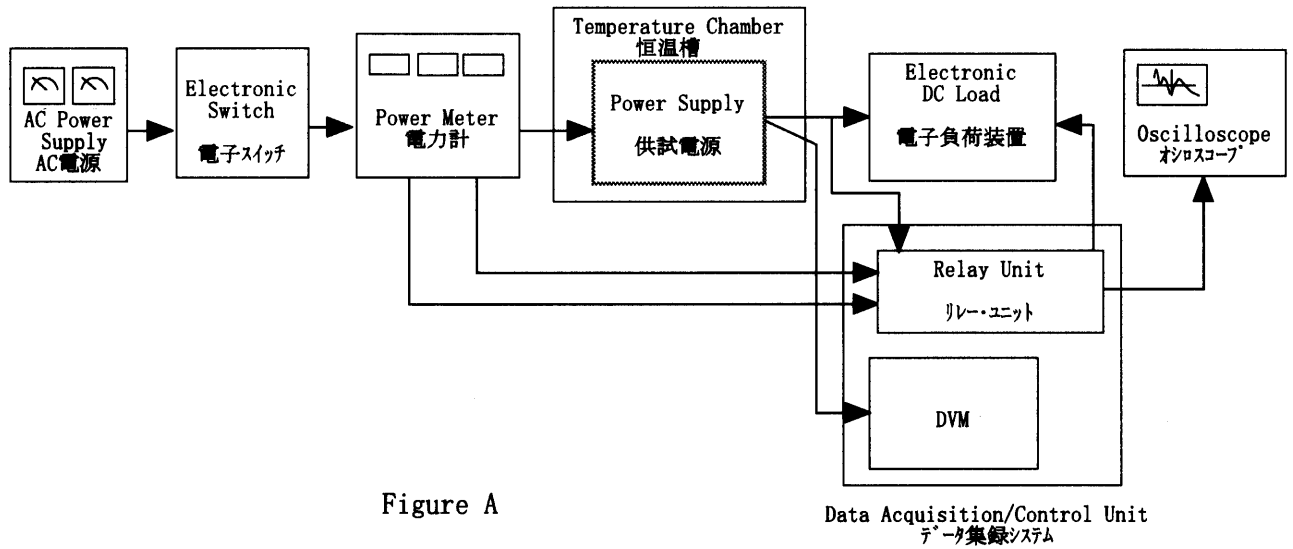 AC Power
Supply
AC電源
Electronic
Switch
電子スイッチ
Power Meter
電力計
Temperature Chamber
恒温槽
Power Supply
供試電源
Electronic
DC Load
電子負荷装置
Oscilloscope
オシロスコープ
Relay Unit
リレー・ユニット
DVM
Data Acquisition/Control Unit
データ集録システム
Figure A